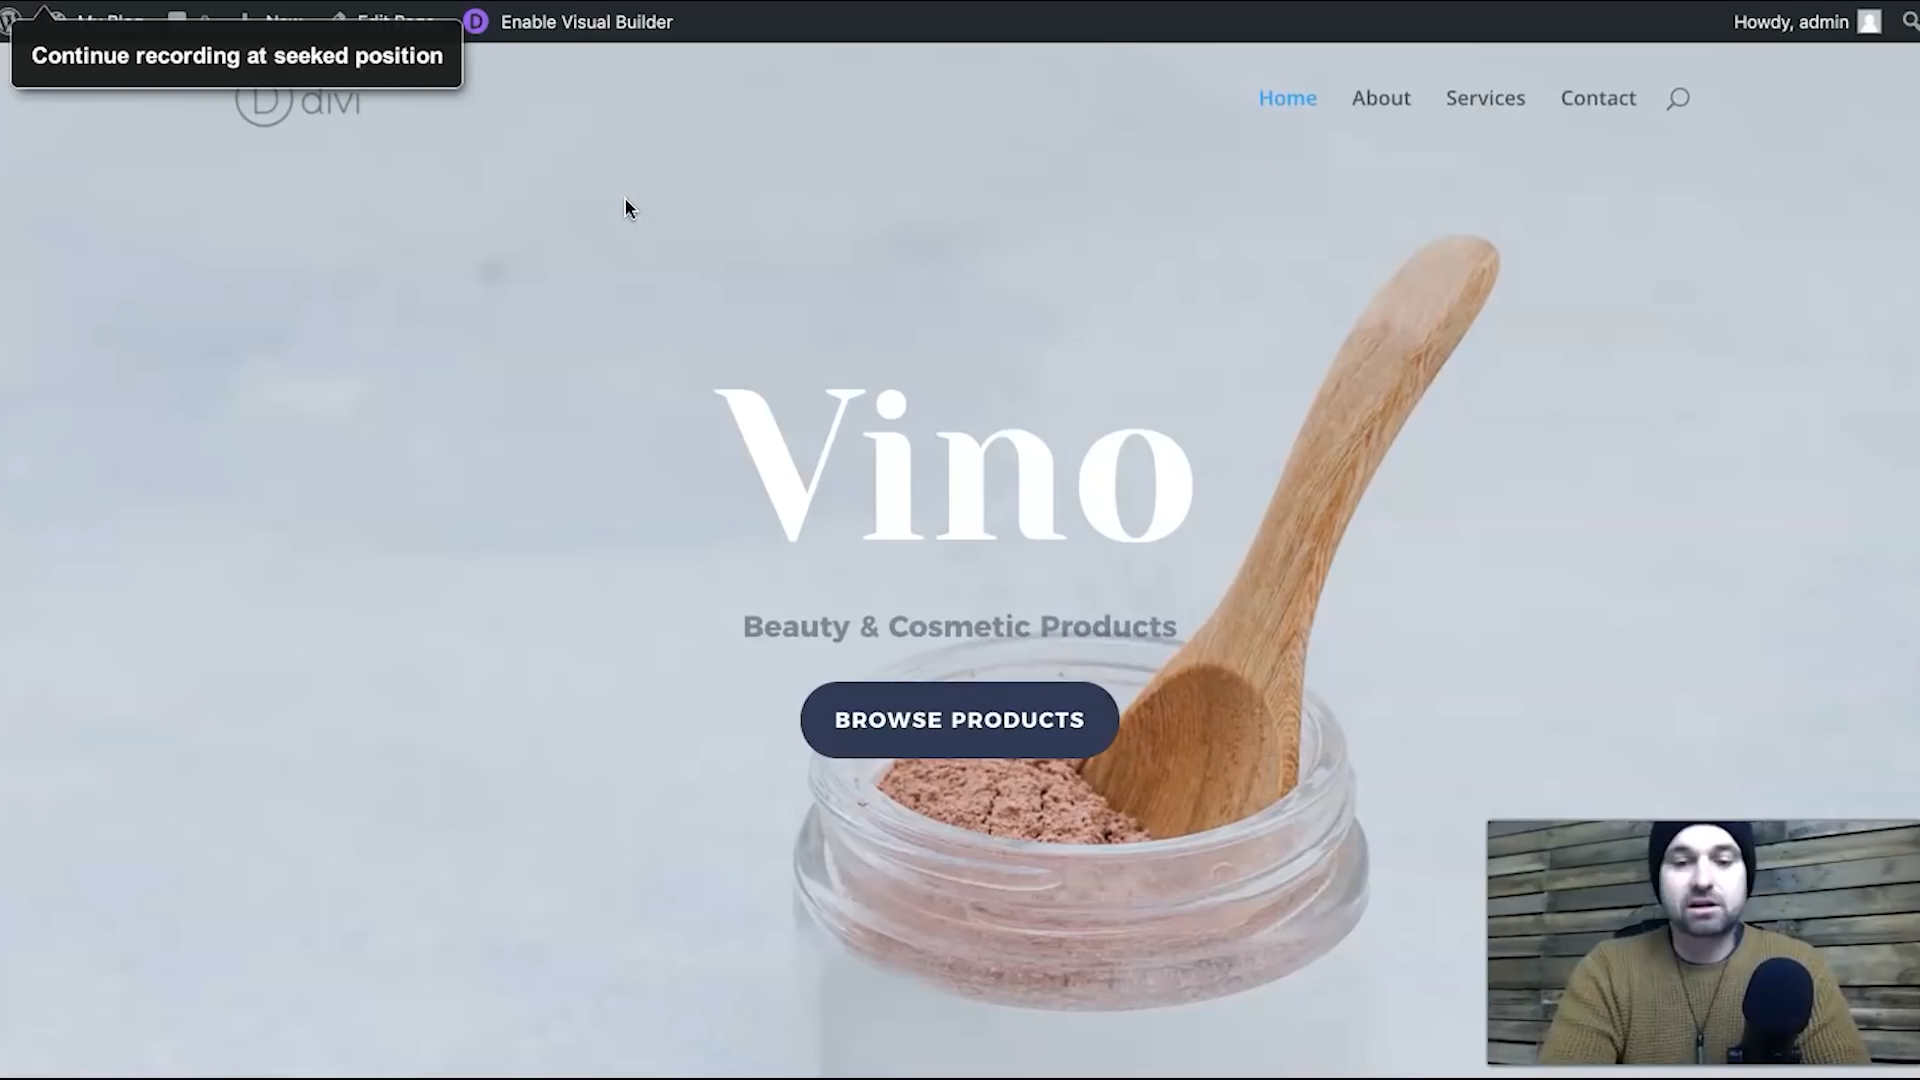 Enable Visual Builder
Howdy, admin
Continue recording at seeked position
divi
Home
About
Services
Contact
Vino
Beauty & Cosmetic Products
BROWSE PRODUCTS